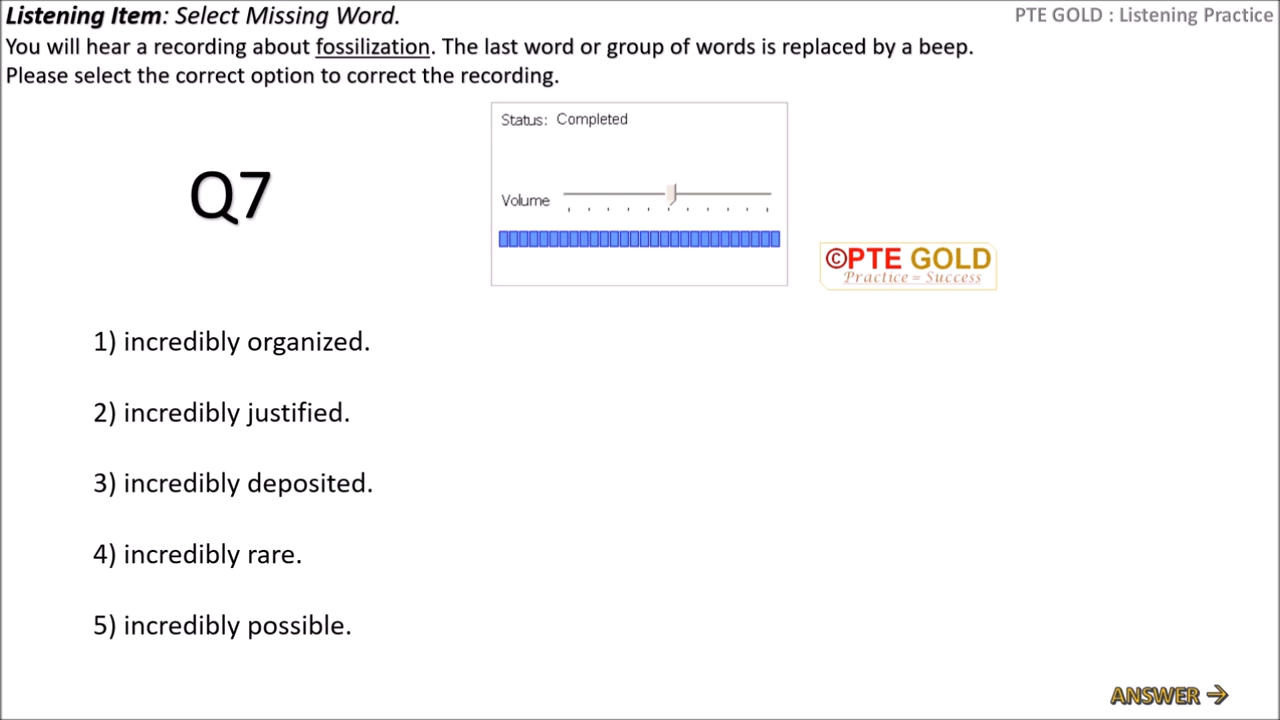 Listening Item: Select Missing Word.
PTE GOLD : Listening Practice
You will hear a recording about fossilization. The last word or group of words is replaced by a beep.
Please select the correct option to correct the recording.
Status: Completed
Q7
Volume
©PTE GOLD
Practice = Success
1) incredibly organized.
2) incredibly justified.
3) incredibly deposited.
4) incredibly rare.
5) incredibly possible.
ANSWER →